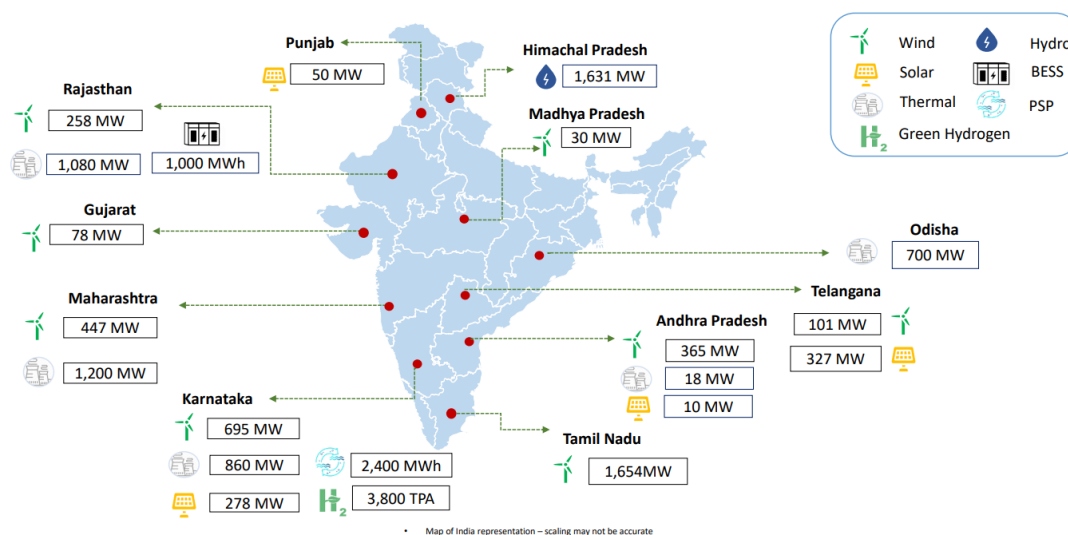 Punjab
50 MW
Himachal Pradesh
1,631 MW
Wind
Hydro
Solar
BESS
Thermal
PSP
H2
Green Hydrogen
Rajasthan
258 MW
1,080 MW
1,000 MWh
Madhya Pradesh
30 MW
Gujarat
78 MW
Odisha
700 MW
Maharashtra
447 MW
1,200 MW
Telangana
101 MW
327 MW
Andhra Pradesh
365 MW
18 MW
10 MW
Karnataka
695 MW
860 MW
2,400 MWh
278 MW
H2
3,800 TPA
Tamil Nadu
1,654MW
• Map of India representation – scaling may not be accurate